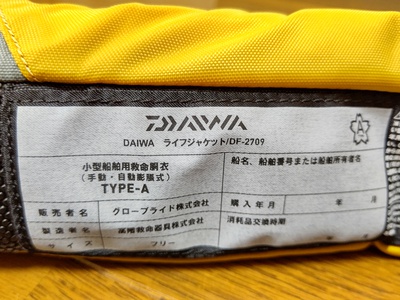 DAIWA
DAIWA ライフジャケット/DF-2709
小型船舶用救命胴衣
(手動・自動膨脹式)
TYPE-A
船名、船舶番号または船舶所有者名
販売者名 グローブライド株式会社
購入年月 年 月
製造者名 高階救命器具株式会社
消耗品交換時期 年 月
サイズ フリー